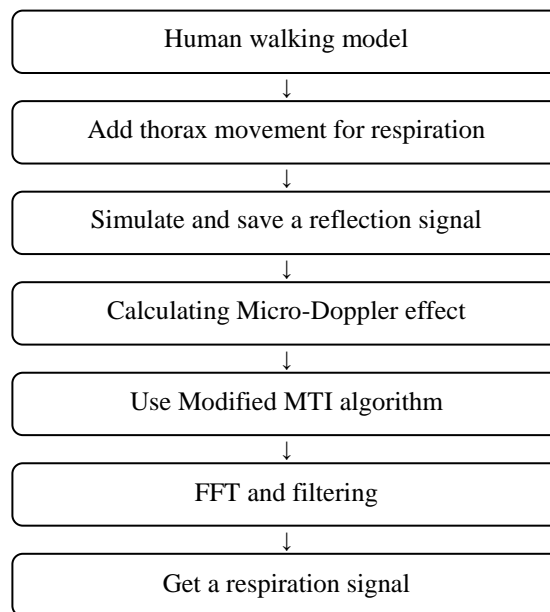 Human walking model
↓
Add thorax movement for respiration
↓
Simulate and save a reflection signal
↓
Calculating Micro-Doppler effect
↓
Use Modified MTI algorithm
↓
FFT and filtering
↓
Get a respiration signal